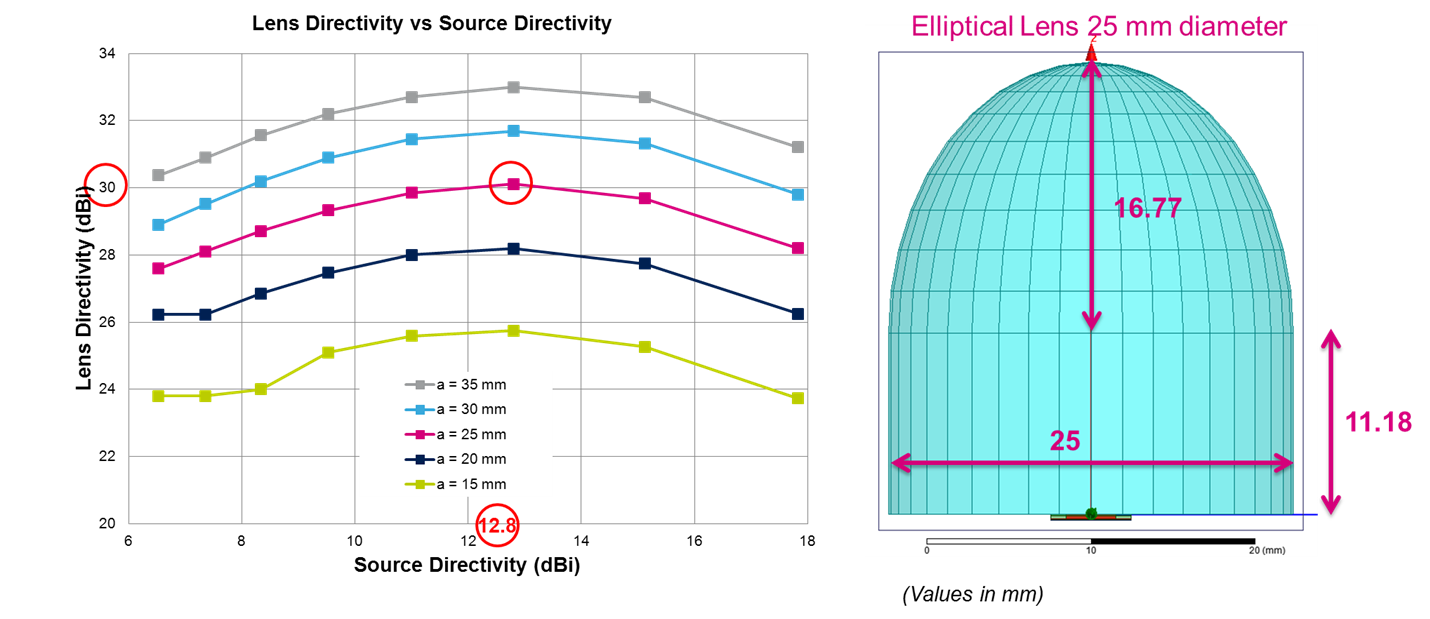 Lens Directivity vs Source Directivity
34
32
30
28
26
24
22
20
Lens Directivity (dBi)
a = 35 mm
a = 30 mm
a = 25 mm
a = 20 mm
a = 15 mm
12.8
6
8
10
12
14
16
18
Source Directivity (dBi)
Elliptical Lens 25 mm diameter
z
16.77
25
11.18
0
10
20 (mm)
(Values in mm)